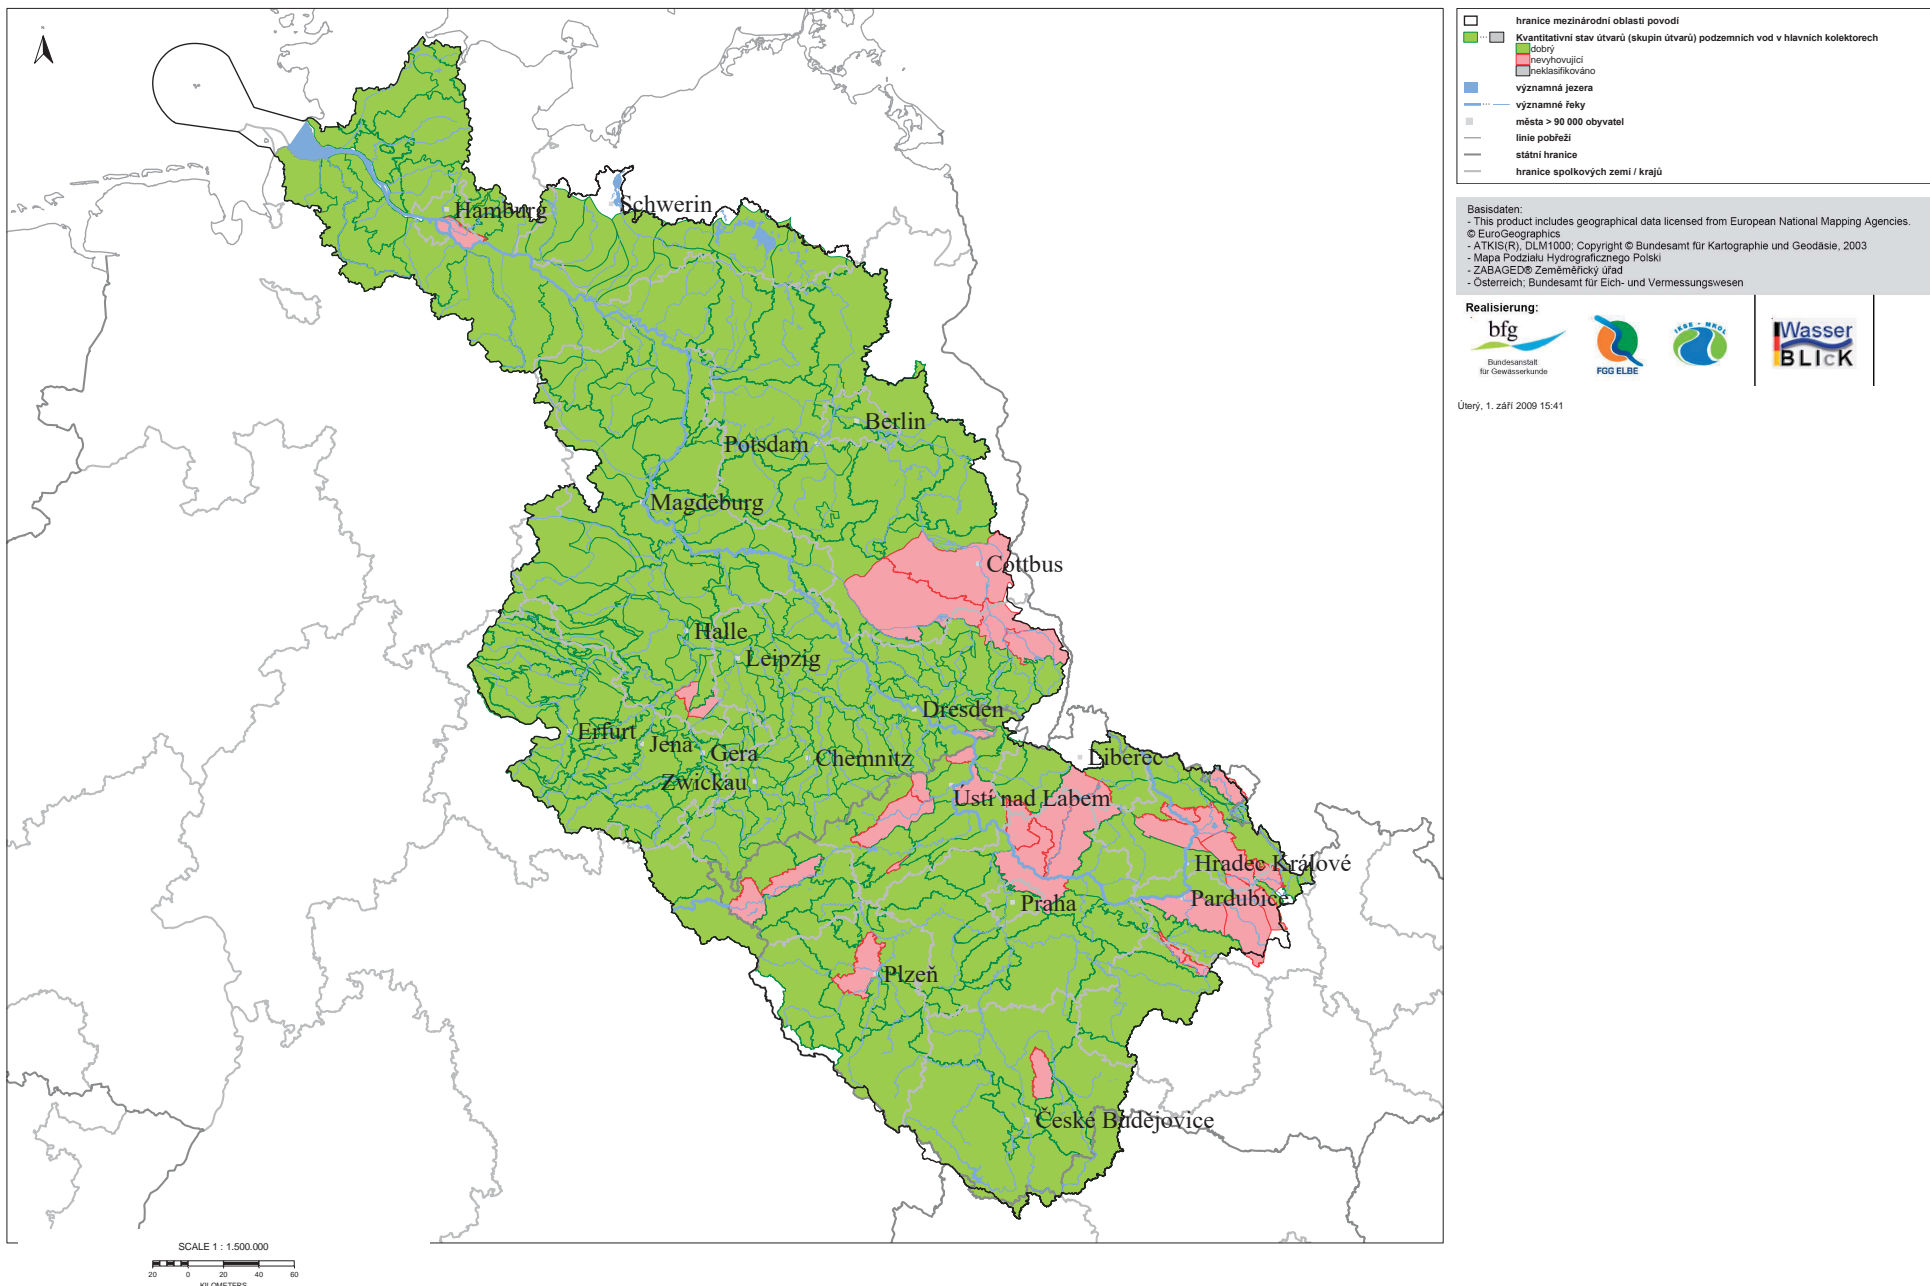 hranice mezinárodní oblasti povodí
Kvantitativní stav útvarů (skupin útvarů) podzemních vod v hlavních kolektorech
dobrý
nevyhovující
neklasifikováno
významná jezera
významné řeky
města > 90 000 obyvatel
linie pobřeží
státní hranice
hranice spolkových zemí / krajů
Basisdaten:
- This product includes geographical data licensed from European National Mapping Agencies.
© EuroGeographics
- ATKIS(R), DLM1000; Copyright © Bundesamt für Kartographie und Geodäsie, 2003
- Mapa Podziału Hydrograficznego Polski
- ZABAGED® Zeměměřický úřad
- Österreich; Bundesamt für Eich- und Vermessungswesen
Realisierung:
bfg
Bundesanstalt
für Gewässerkunde
FGG ELBE
IKSE - MKOL
Wasser
BLIcK
Úterý, 1. září 2009 15:41
Hamburg
Schwerin
Berlin
Potsdam
Magdeburg
Cottbus
Halle
Leipzig
Dresden
Erfurt
Jena
Gera
Chemnitz
Liberec
Zwickau
Ústí nad Labem
Hradec Králové
Pardubice
Praha
Plzeň
České Budějovice
SCALE 1 : 1.500.000
20 0 20 40 60
KILOMETERS